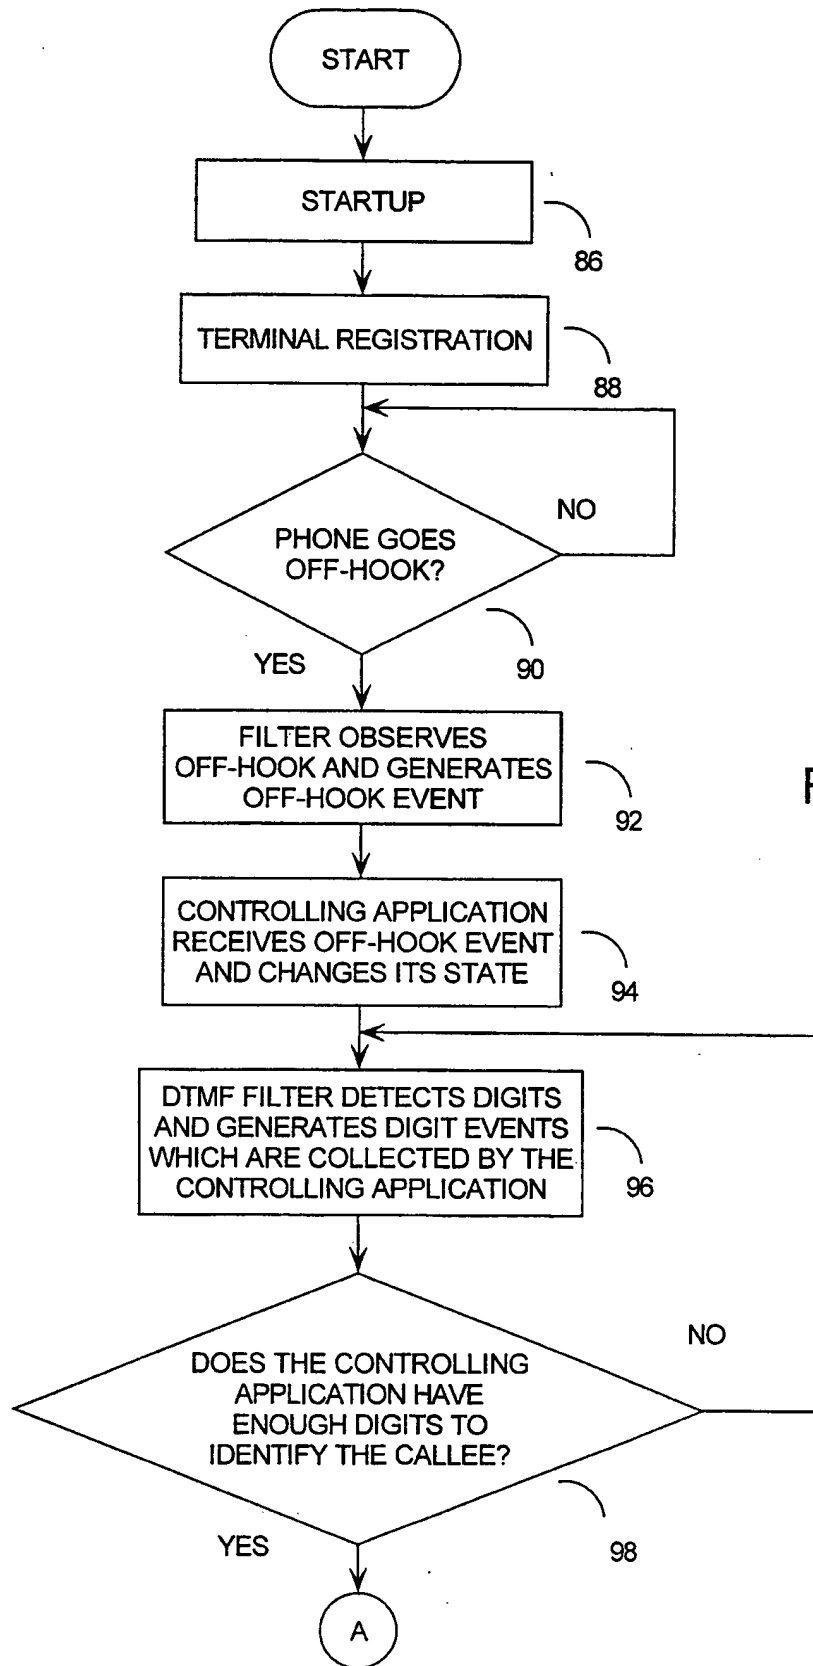 START
STARTUP
86
TERMINAL REGISTRATION
88
NO
PHONE GOES
OFF-HOOK?
90
YES
FILTER OBSERVES
OFF-HOOK AND GENERATES
OFF-HOOK EVENT
92
CONTROLLING APPLICATION
RECEIVES OFF-HOOK EVENT
AND CHANGES ITS STATE
94
DTMF FILTER DETECTS DIGITS
AND GENERATES DIGIT EVENTS
WHICH ARE COLLECTED BY THE
CONTROLLING APPLICATION
96
NO
DOES THE CONTROLLING
APPLICATION HAVE
ENOUGH DIGITS TO
IDENTIFY THE CALLEE?
98
YES
A